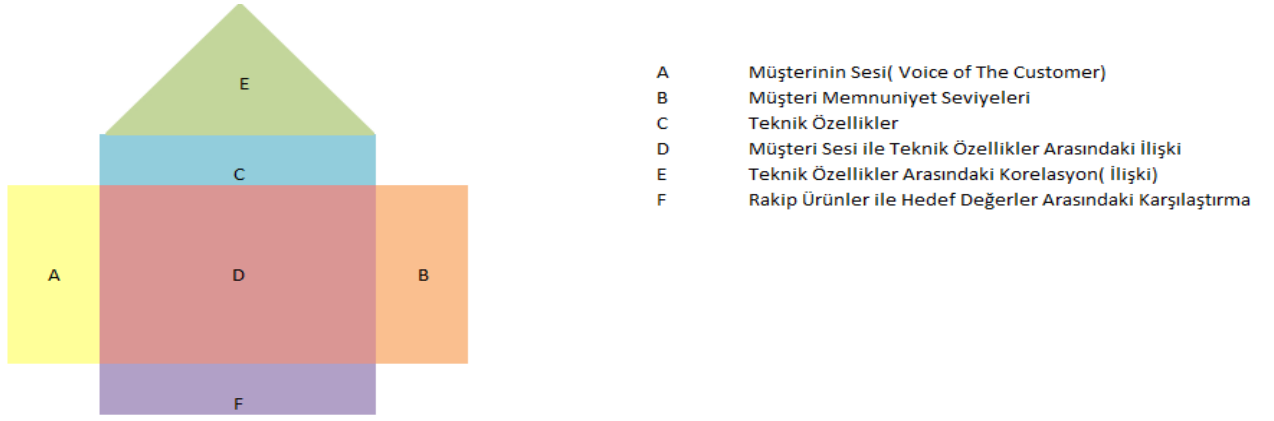 E
C
A
D
B
F
A Müşterinin Sesi( Voice of The Customer)
B Müşteri Memnuniyet Seviyeleri
C Teknik Özellikler
D Müşteri Sesi ile Teknik Özellikler Arasındaki İlişki
E Teknik Özellikler Arasındaki Korelasyon( İlişki)
F Rakip Ürünler ile Hedef Değerler Arasındaki Karşılaştırma